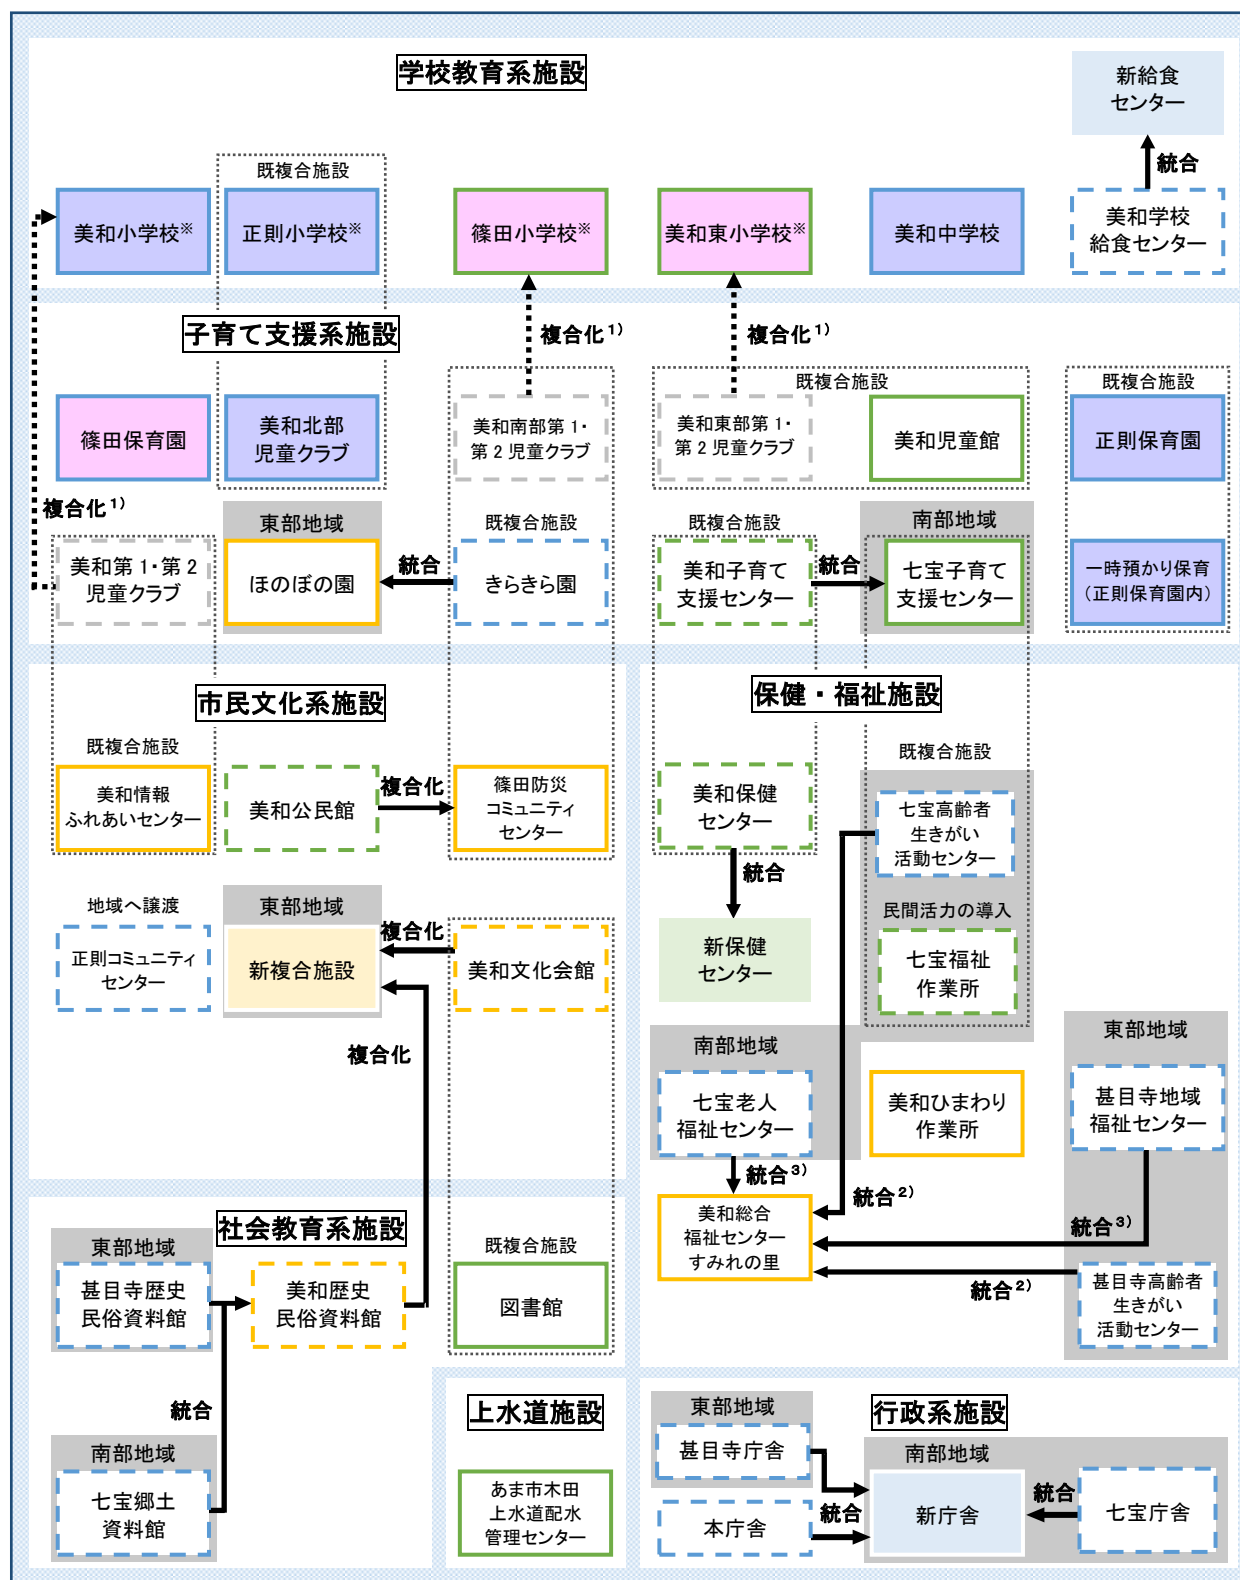 学校教育系施設
新給食
センター
統合
既複合施設
美和小学校※
正則小学校※
篠田小学校※
美和東小学校※
美和中学校
美和学校
給食センター
子育て支援系施設
複合化1)
複合化1)
既複合施設
既複合施設
既複合施設
篠田保育園
美和北部
児童クラブ
美和南部第1・
第2児童クラブ
美和東部第1・
第2児童クラブ
美和児童館
正則保育園
複合化1)
東部地域
既複合施設
既複合施設
南部地域
美和第1・第2
児童クラブ
ほのぼの園
統合
きらきら園
美和子育て
支援センター
統合
七宝子育て
支援センター
一時預かり保育
(正則保育園内)
市民文化系施設
既複合施設
美和情報
ふれあいセンター
美和公民館
複合化
篠田防災
コミュニティ
センター
地域へ譲渡
正則コミュニティ
センター
東部地域
新複合施設
複合化
美和文化会館
複合化
保健・福祉施設
美和保健
センター
統合
新保健
センター
既複合施設
七宝高齢者
生きがい
活動センター
民間活力の導入
七宝福祉
作業所
南部地域
七宝老人
福祉センター
美和ひまわり
作業所
東部地域
甚目寺地域
福祉センター
統合3)
統合2)
統合3)
美和総合
福祉センター
すみれの里
統合2)
甚目寺高齢者
生きがい
活動センター
社会教育系施設
東部地域
甚目寺歴史
民俗資料館
美和歴史
民俗資料館
既複合施設
図書館
統合
南部地域
七宝郷土
資料館
上水道施設
あま市木田
上水道配水
管理センター
行政系施設
東部地域
甚目寺庁舎
南部地域
本庁舎
統合
新庁舎
統合
七宝庁舎